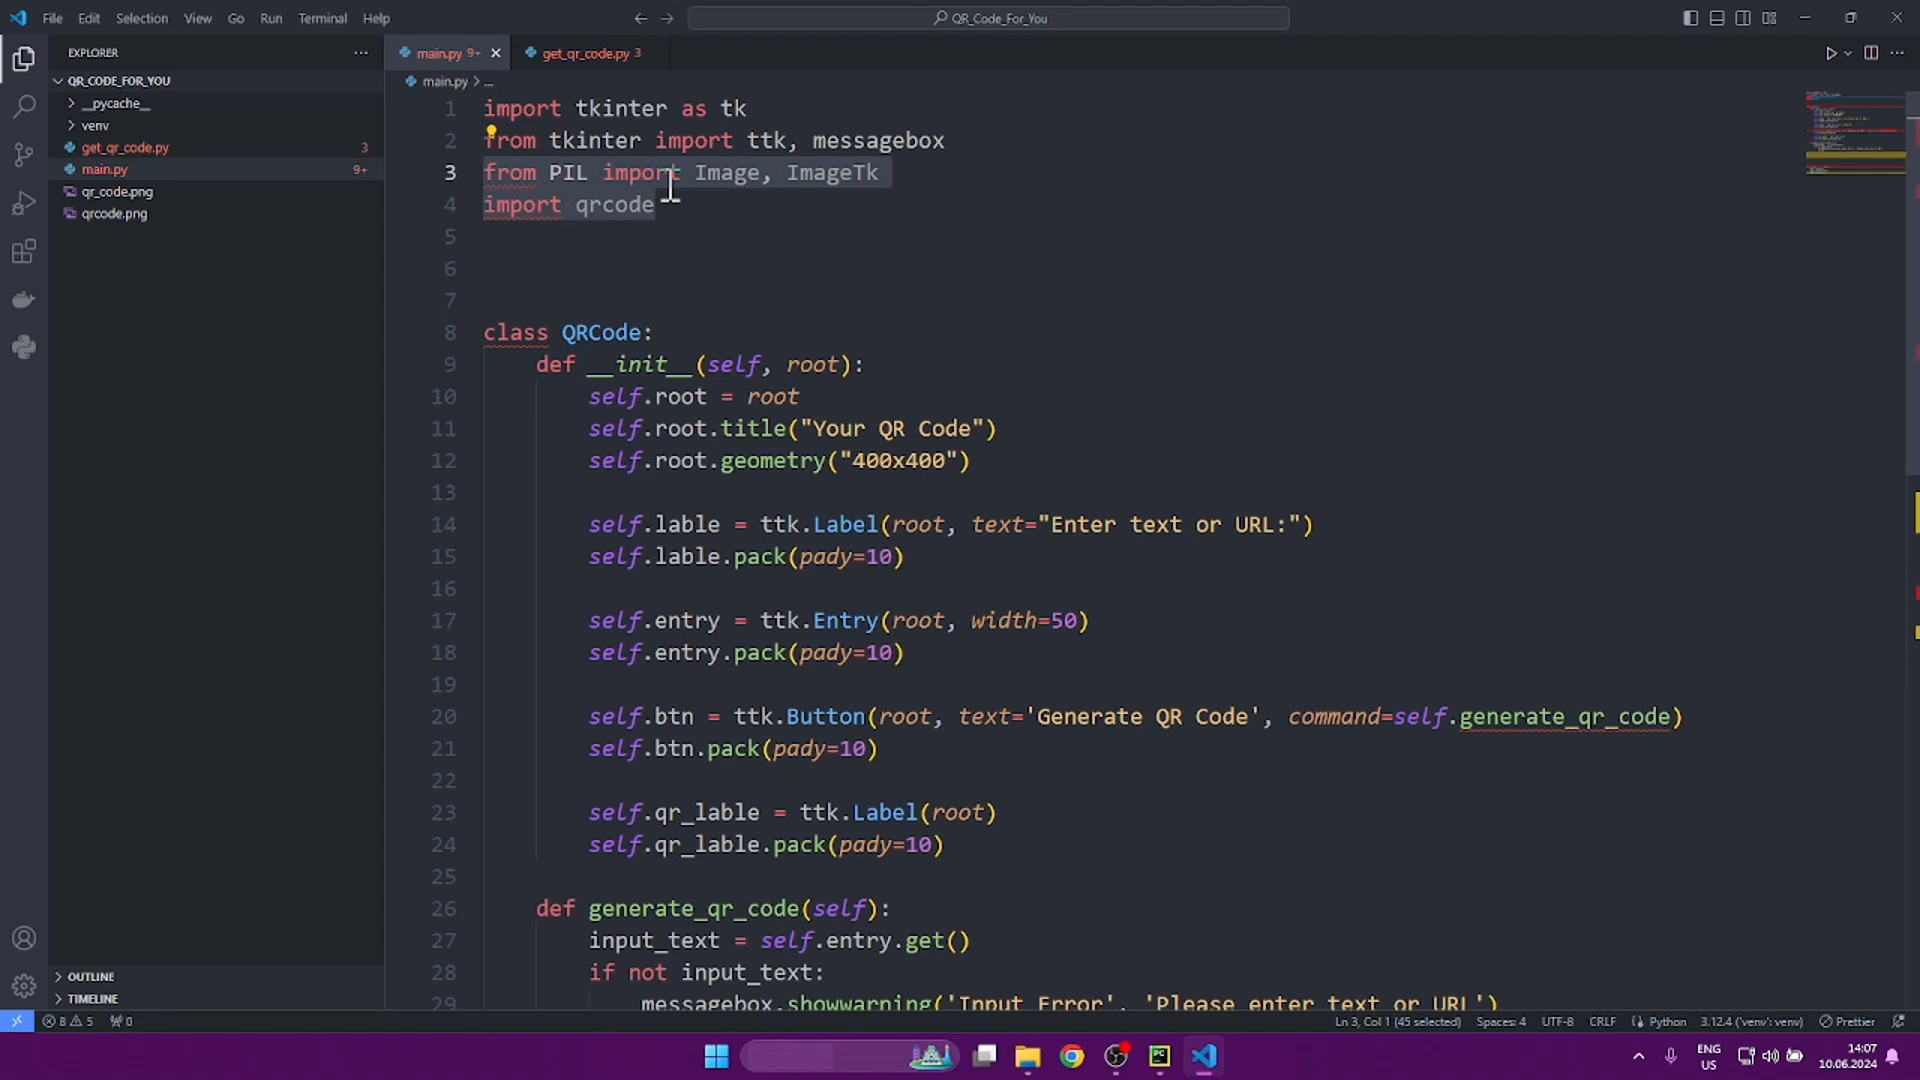 File Edit Selection View Go Run Terminal Help
QR_Code_For_You
EXPLORER
QR_CODE_FOR_YOU
__pycache__
venv
get_qr_code.py 3
main.py 9+
qr_code.png
qrcode.png
OUTLINE
TIMELINE
main.py 9+
get_qr_code.py 3
main.py > ...
1 import tkinter as tk
2 from tkinter import ttk, messagebox
3 from PIL import Image, ImageTk
4 import qrcode
5
6
7
8 class QRCode:
9 def __init__(self, root):
10 self.root = root
11 self.root.title("Your QR Code")
12 self.root.geometry("400x400")
13
14 self.lable = ttk.Label(root, text="Enter text or URL:")
15 self.lable.pack(pady=10)
16
17 self.entry = ttk.Entry(root, width=50)
18 self.entry.pack(pady=10)
19
20 self.btn = ttk.Button(root, text='Generate QR Code', command=self.generate_qr_code)
21 self.btn.pack(pady=10)
22
23 self.qr_lable = ttk.Label(root)
24 self.qr_lable.pack(pady=10)
25
26 def generate_qr_code(self):
27 input_text = self.entry.get()
28 if not input_text:
29 messagebox.showwarning('Input Error', 'Please enter text or URL')
8 5 0
Ln 3, Col 1 (45 selected) Spaces: 4 UTF-8 CRLF Python 3.12.4 ('venv': venv) Prettier
PC
ENG
US
14:07
10.06.2024